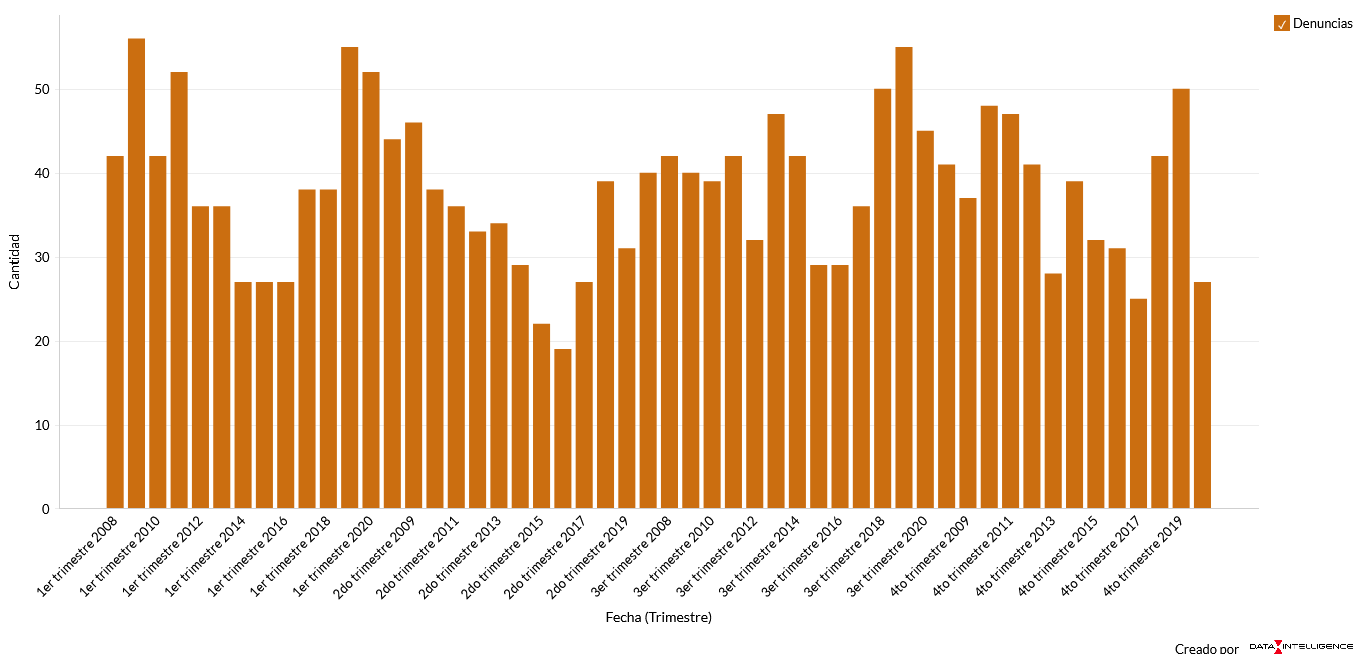 ✓ Denuncias
Cantidad
50
40
30
20
10
0
1er trimestre 2008
1er trimestre 2010
1er trimestre 2012
1er trimestre 2014
1er trimestre 2016
1er trimestre 2018
1er trimestre 2020
2do trimestre 2009
2do trimestre 2011
2do trimestre 2013
2do trimestre 2015
2do trimestre 2017
2do trimestre 2019
3er trimestre 2008
3er trimestre 2010
3er trimestre 2012
3er trimestre 2014
3er trimestre 2016
3er trimestre 2018
3er trimestre 2020
4to trimestre 2009
4to trimestre 2011
4to trimestre 2013
4to trimestre 2015
4to trimestre 2017
4to trimestre 2019
Fecha (Trimestre)
Creado por DATA INTELLIGENCE